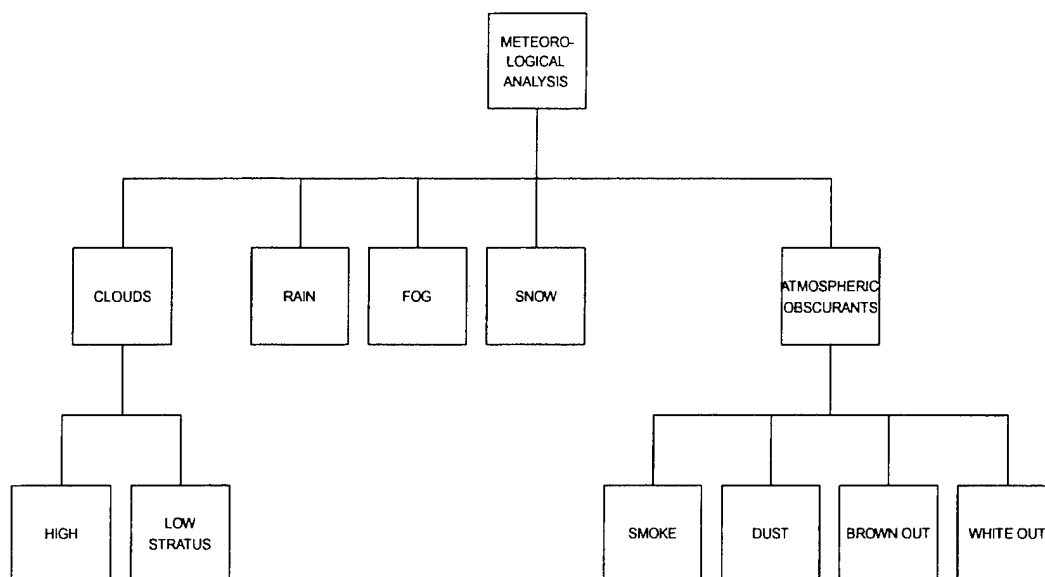 METEORO-
LOGICAL
ANALYSIS
CLOUDS
RAIN
FOG
SNOW
ATMOSPHERIC
OBSCURANTS
HIGH
LOW
STRATUS
SMOKE
DUST
BROWN OUT
WHITE OUT